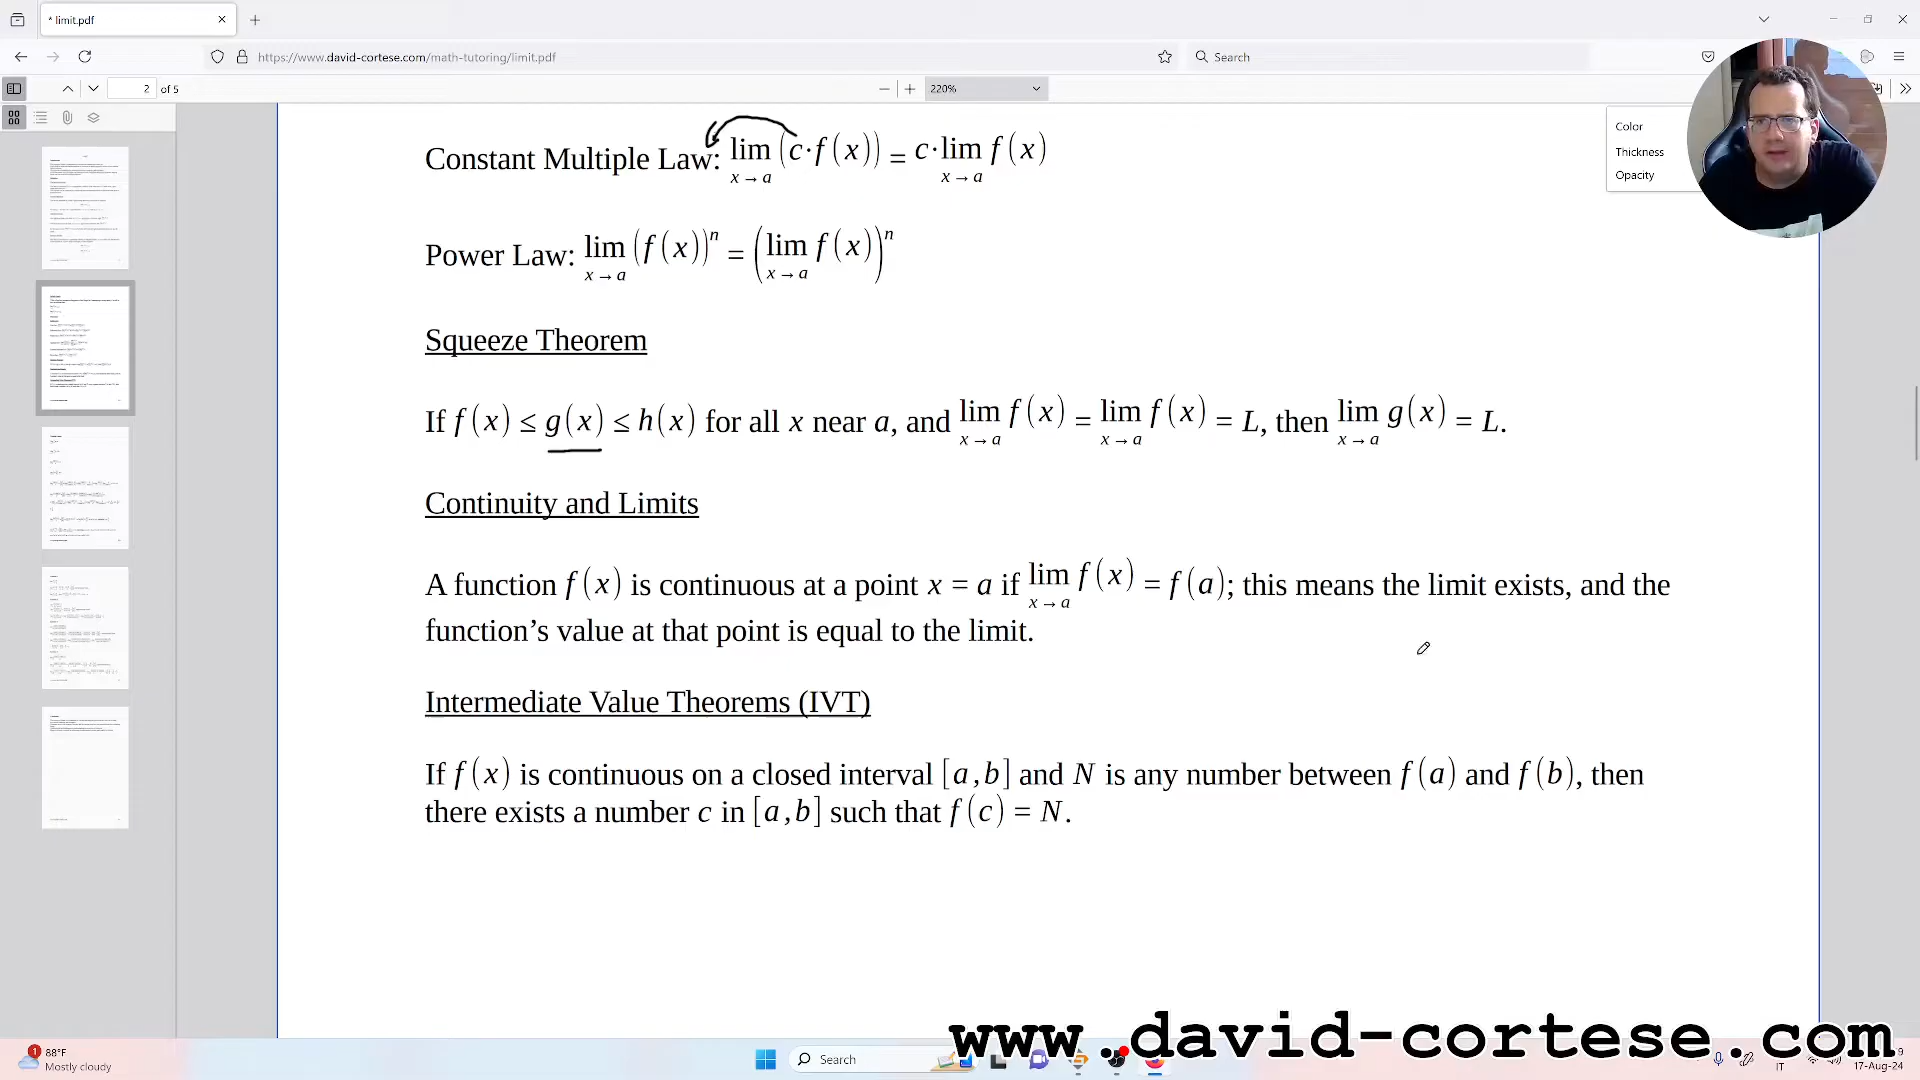 * limit.pdf
https://www.david-cortese.com/math-tutoring/limit.pdf
Search
2 of 5
220%
Color
Thickness
Opacity
Constant Multiple Law: lim x→a (c·f(x)) = c·lim x→a f(x)
Power Law: lim x→a (f(x))^n = (lim x→a f(x))^n
Squeeze Theorem
If f(x) ≤ g(x) ≤ h(x) for all x near a, and lim x→a f(x) = lim x→a f(x) = L, then lim x→a g(x) = L.
Continuity and Limits
A function f(x) is continuous at a point x = a if lim x→a f(x) = f(a); this means the limit exists, and the
function’s value at that point is equal to the limit.
Intermediate Value Theorems (IVT)
If f(x) is continuous on a closed interval [a,b] and N is any number between f(a) and f(b), then
there exists a number c in [a,b] such that f(c) = N.
www.david-cortese.com
1
88°F
Mostly cloudy
Search
IT
17-Aug-24